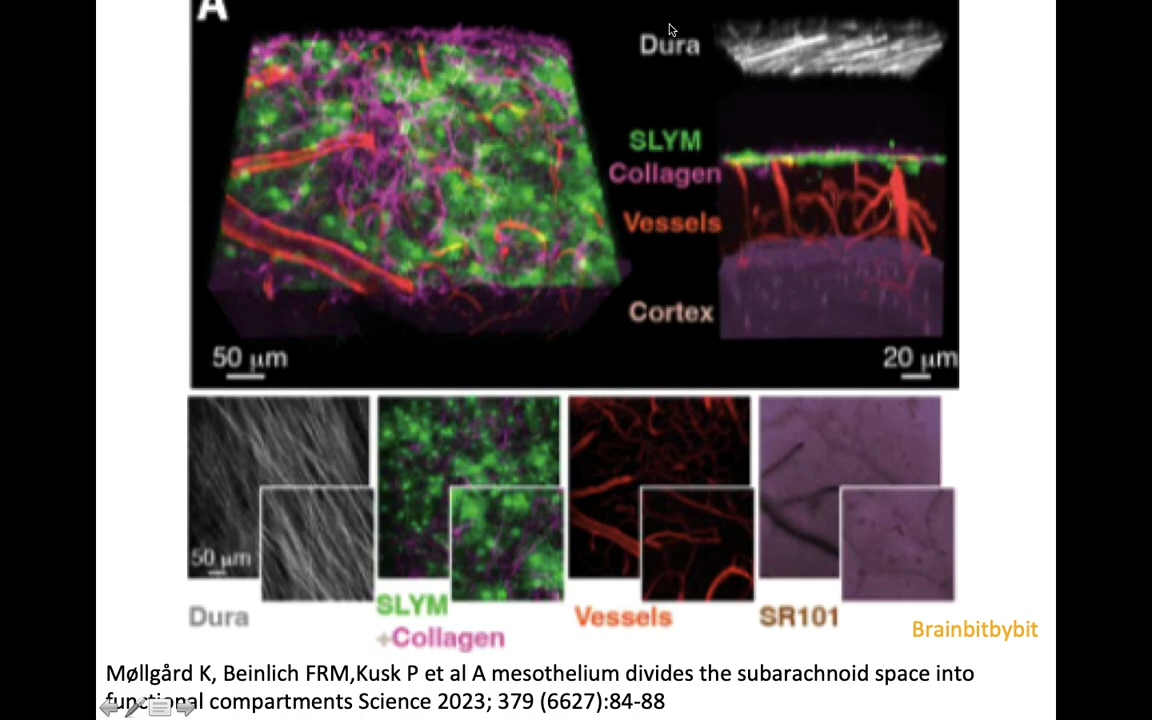 A
Dura
SLYM
Collagen
Vessels
Cortex
50 μm
20 μm
50 μm
Dura
SLYM
+Collagen
Vessels
SR101
Brainbitbybit
Møllgård K, Beinlich FRM,Kusk P et al A mesothelium divides the subarachnoid space into
functional compartments Science 2023; 379 (6627):84-88